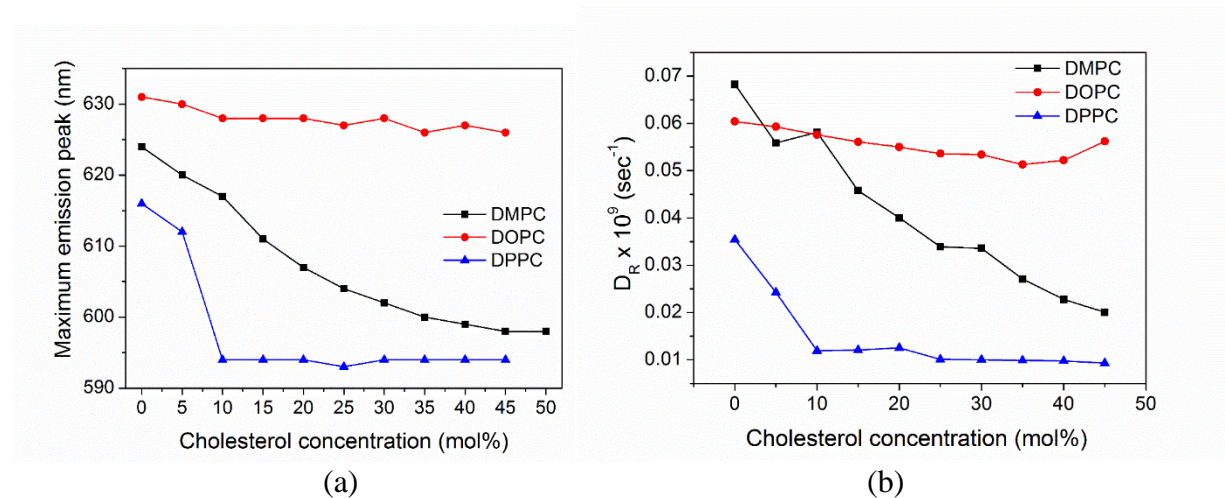 Maximum emission peak (nm)
630
620
610
600
590
DMPC
DOPC
DPPC
0 5 10 15 20 25 30 35 40 45 50
Cholesterol concentration (mol%)
(a)
D_R x 10^9 (sec^-1)
0.07
0.06
0.05
0.04
0.03
0.02
0.01
DMPC
DOPC
DPPC
0 10 20 30 40 50
Cholesterol concentration (mol%)
(b)